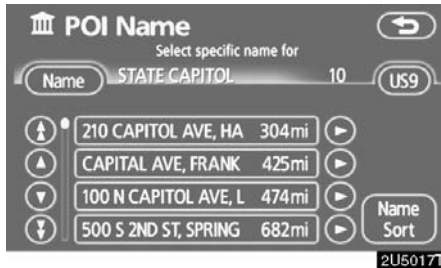 POI Name
Select specific name for
Name STATE CAPITOL 10 US9
210 CAPITOL AVE, HA 304mi
CAPITAL AVE, FRANK 425mi
100 N CAPITOL AVE, L 474mi
500 S 2ND ST, SPRING 682mi
Name
Sort
2U5017T